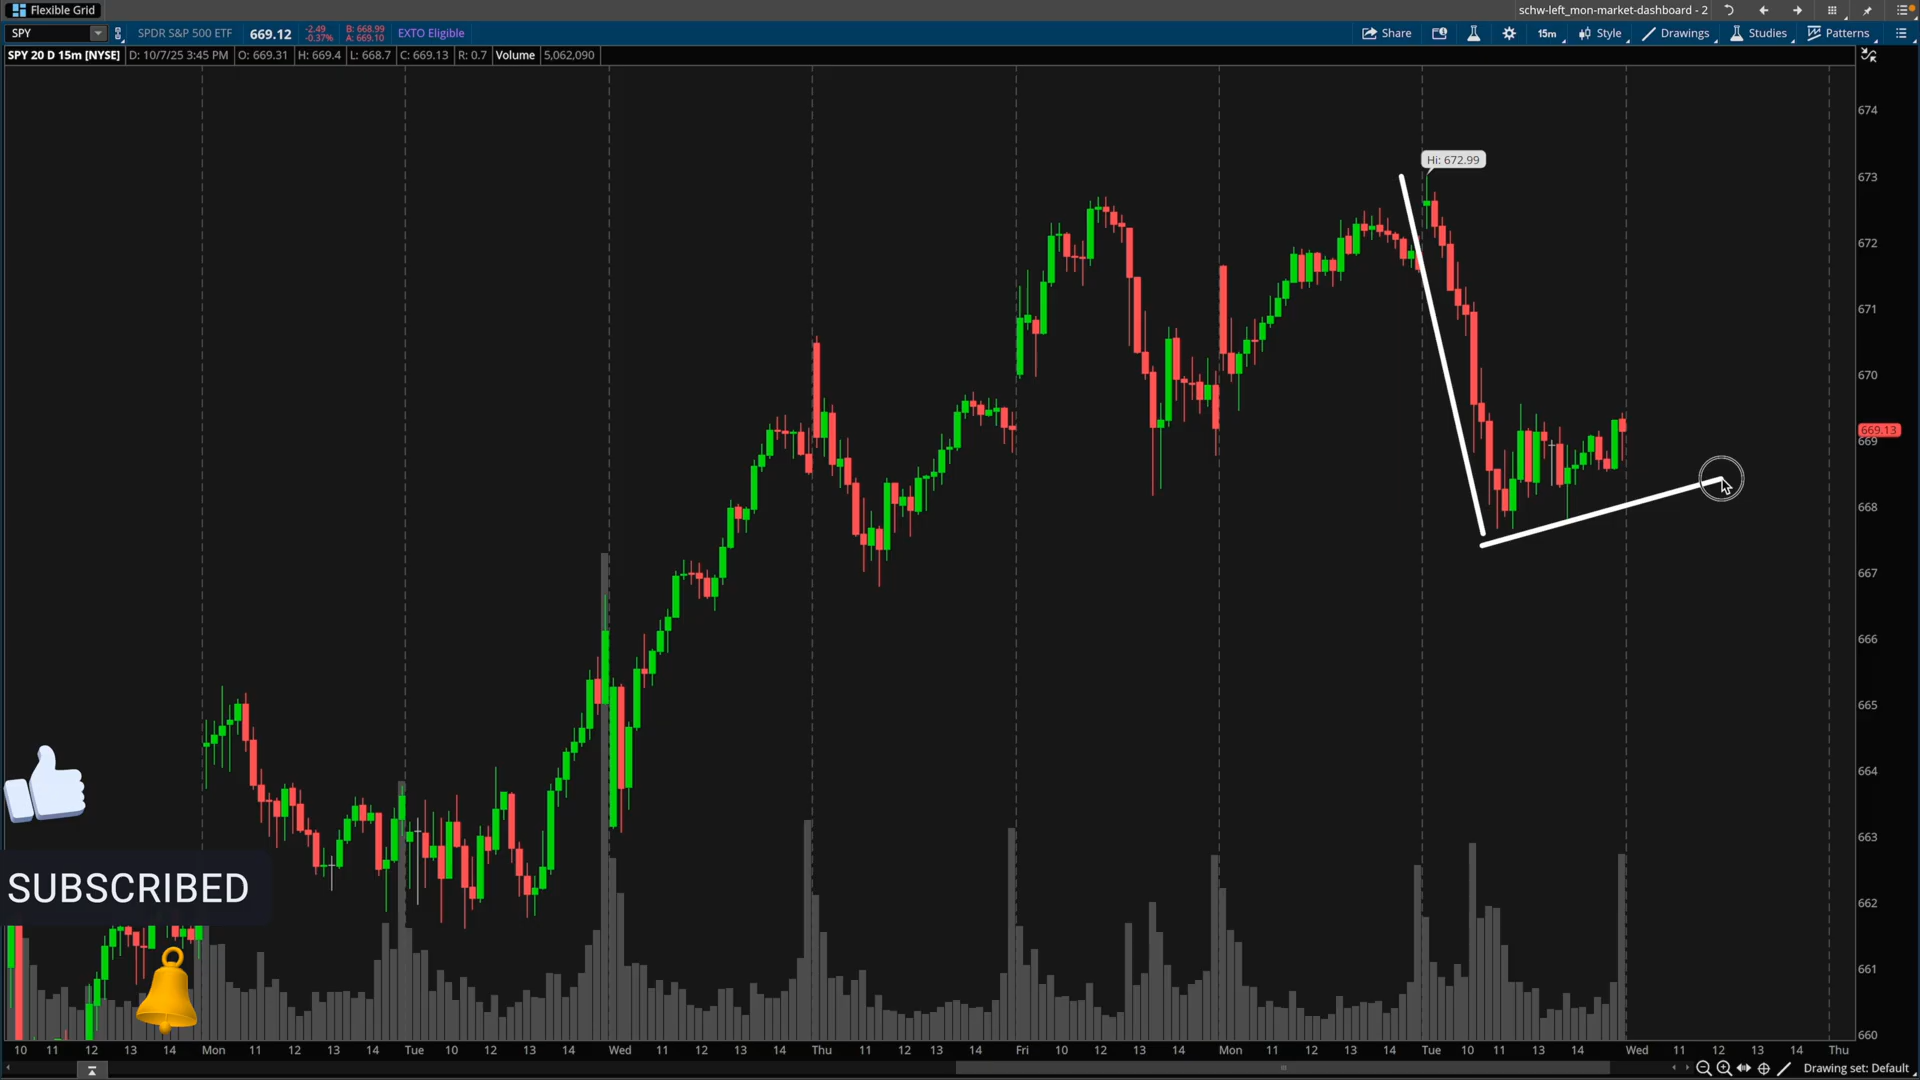 Flexible Grid
schw-left_mon-market-dashboard - 2
SPY SPDR S&P 500 ETF 669.12 -2.49 -0.37% B: 668.99 A: 669.10 EXTO Eligible Share 15m Style Drawings Studies Patterns
SPY 20 D 15m [NYSE] D: 10/7/25 3:45 PM O: 669.31 H: 669.4 L: 668.7 C: 669.13 R: 0.7 Volume 5,062,090
674
Hi: 672.99
673
672
671
670
669.13
669
668
667
666
665
664
663
SUBSCRIBED
662
661
660
10 11 12 13 14 Mon 11 12 13 14 Tue 10 12 13 14 Wed 11 12 13 14 Thu 11 12 13 14 Fri 10 12 13 14 Mon 11 12 13 14 Tue 10 11 13 14 Wed 11 12 13 14 Thu
Drawing set: Default